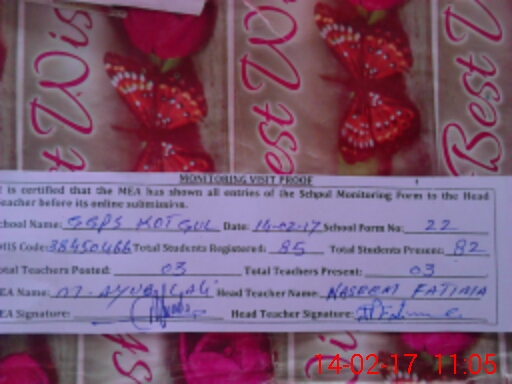 Best Wis
Best Wi
Best W
MONITORING VISIT PROOF
It is certified that the MEA has shown all entries of the School Monitoring Form to the Head
teacher before its online submission.
School Name: GGPS KOT GUL Date: 14-02-17 School Form No: 22
EMIS Code: 38450466 Total Students Registered: 85 Total Students Present: 82
Total Teachers Posted: 03 Total Teachers Present: 03
MEA Name: M. AYUB Head Teacher Name: NASEEM FATIMA
MEA Signature: Head Teacher Signature:
14-02-17 11:05